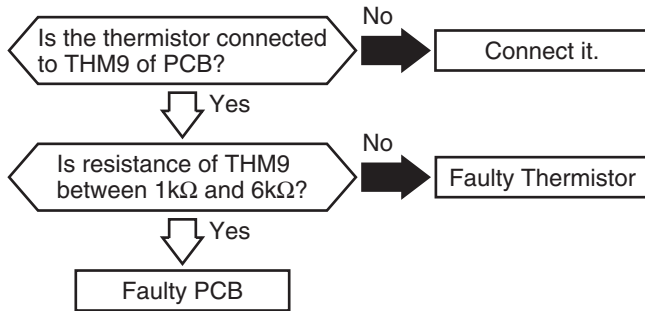 Is the thermistor connected
to THM9 of PCB?
No
Connect it.
Yes
Is resistance of THM9
between 1kΩ and 6kΩ?
No
Faulty Thermistor
Yes
Faulty PCB